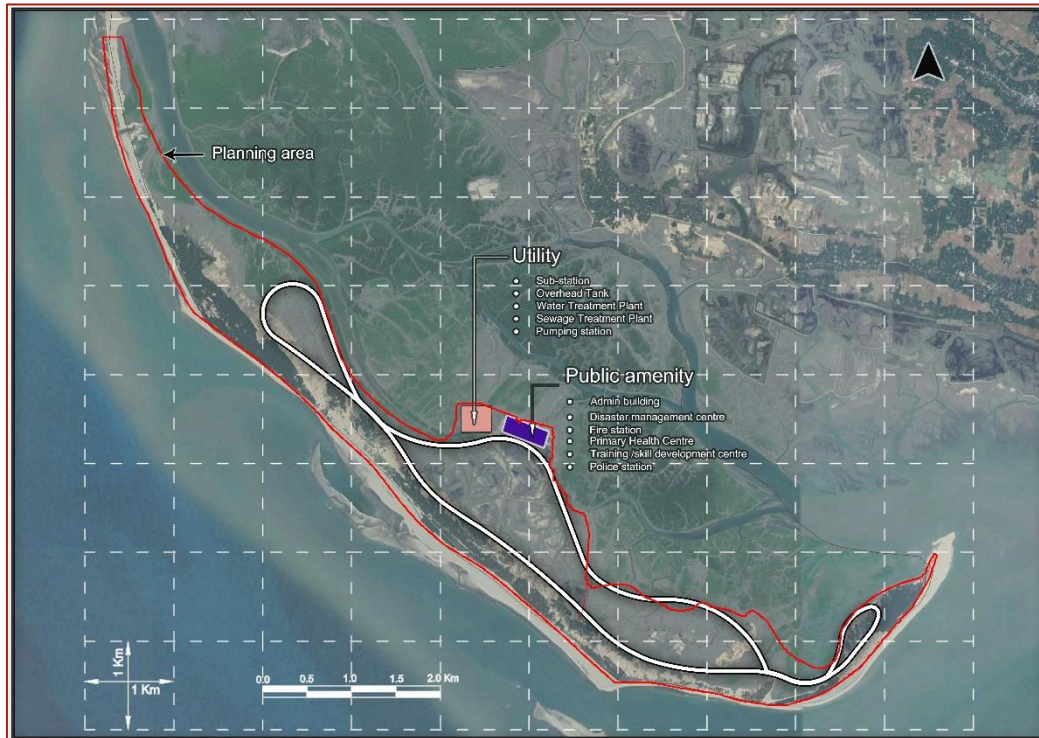 Planning area
Utility
Sub-station
Overhead Tank
Water Treatment Plant
Sewage Treatment Plant
Pumping station
Public amenity
Admin building
Disaster management centre
Fire station
Primary Health Centre
Training /skill development centre
Police station
1 Km
1 Km
0.0 0.5 1.0 1.5 2.0 Km